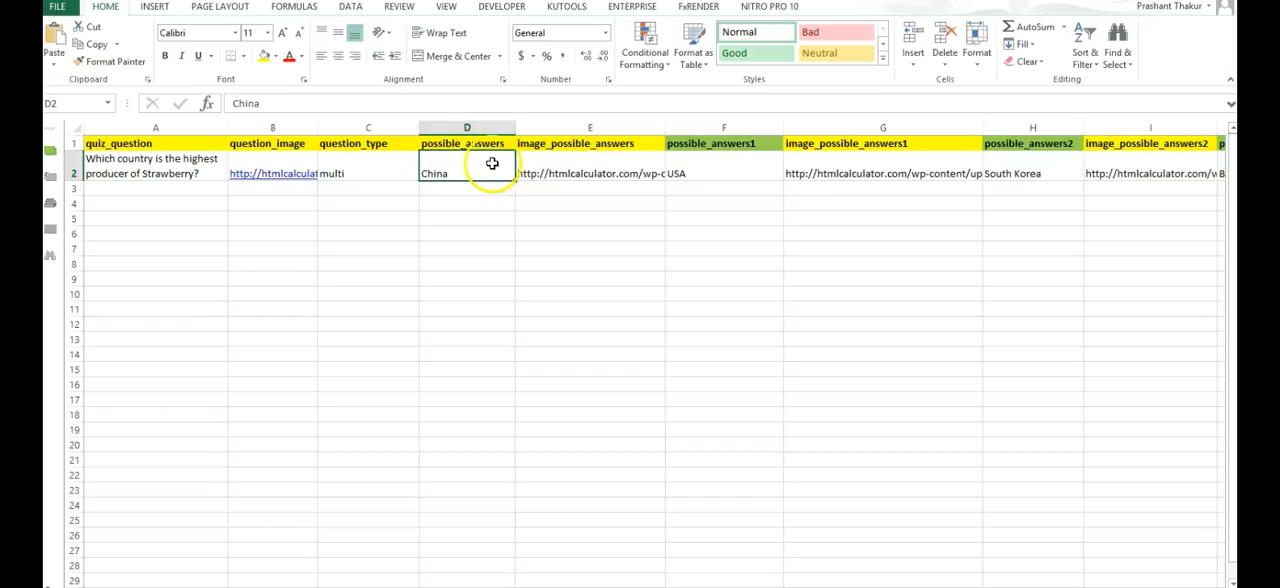 FILE HOME INSERT PAGE LAYOUT FORMULAS DATA REVIEW VIEW DEVELOPER KUTOOLS ENTERPRISE FxRENDER NITRO PRO 10 Prashant Thakur
Cut Calibri 11 A A Wrap Text General Normal Bad AutoSum
Copy Fill
Paste Format Painter B I U A Merge & Center $ % , Conditional Formatting Format as Table Good Neutral Insert Delete Format Clear Sort & Filter Find & Select
Clipboard Font Alignment Number Styles Cells Editing
D2 fx China
A B C D E F G H I
1 quiz_question question_image question_type possible_answers image_possible_answers possible_answers1 image_possible_answers1 possible_answers2 image_possible_answers2 p
Which country is the highest
2 producer of Strawberry? http://htmlcalculat multi China http://htmlcalculator.com/wp-c USA http://htmlcalculator.com/wp-content/up South Korea http://htmlcalculator.com/w B
3
4
5
6
7
8
9
10
11
12
13
14
15
16
17
18
19
20
21
22
23
24
25
26
27
28
29